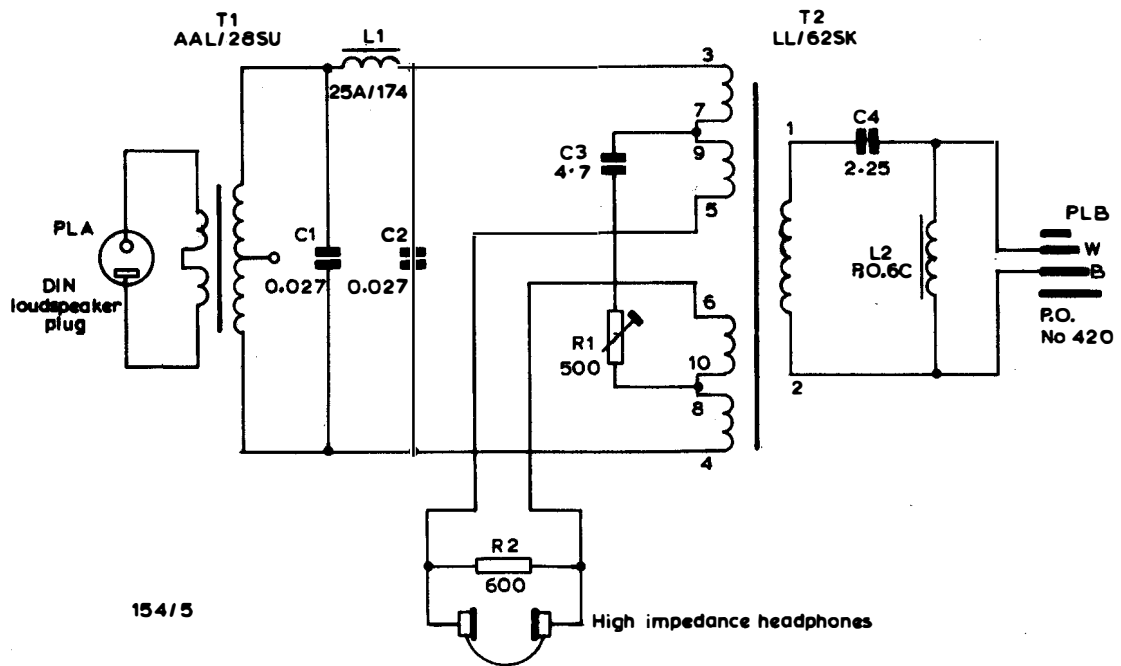 T1
AAL/28SU
L1
25A/174
T2
LL/62SK
3
7
9
5
C3
4.7
1
C4
2.25
PLA
DIN
loudspeaker
plug
C1
0.027
C2
0.027
L2
P.O.6C
PLB
W
B
P.O.
No 420
6
R1
500
10
8
4
2
R2
600
High impedance headphones
154/5